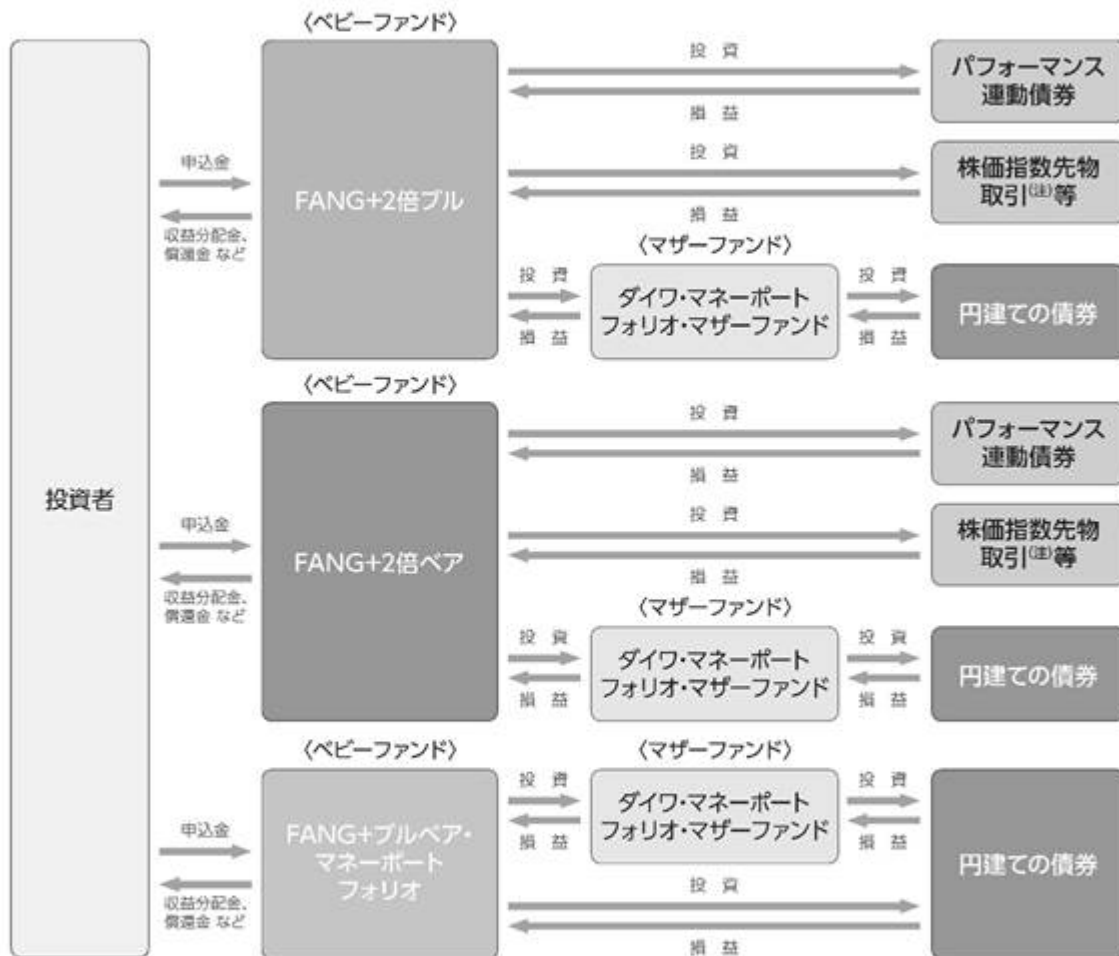 〈ベビーファンド〉
投 資
パフォーマンス
連動債券
損 益
申込金
投 資
株価指数先物
取引(注)等
FANG+2倍ブル
収益分配金、
償還金 など
損 益
〈マザーファンド〉
投 資
ダイワ・マネーポート
フォリオ・マザーファンド
投 資
円建ての債券
損 益
損 益
〈ベビーファンド〉
投 資
パフォーマンス
連動債券
損 益
投資者
申込金
投 資
株価指数先物
取引(注)等
FANG+2倍ベア
収益分配金、
償還金 など
損 益
〈マザーファンド〉
投 資
ダイワ・マネーポート
フォリオ・マザーファンド
投 資
円建ての債券
損 益
損 益
〈ベビーファンド〉
〈マザーファンド〉
投 資
ダイワ・マネーポート
フォリオ・マザーファンド
投 資
損 益
損 益
申込金
FANG+ブルベア・
マネーポート
フォリオ
円建ての債券
収益分配金、
償還金 など
投 資
損 益